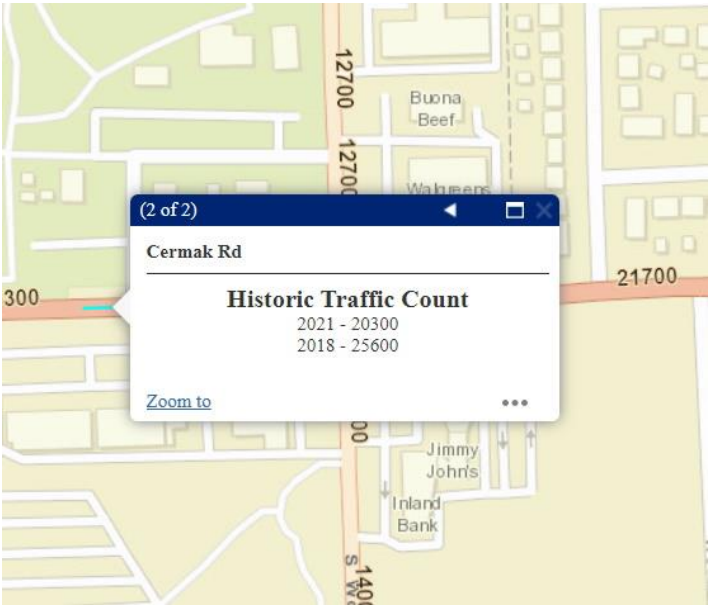 12700
Buona
Beef
12700
Walgreens
(2 of 2)
Cermak Rd
21700
300
Historic Traffic Count
2021 - 20300
2018 - 25600
Zoom to
Jimmy
John's
Inland
Bank
S